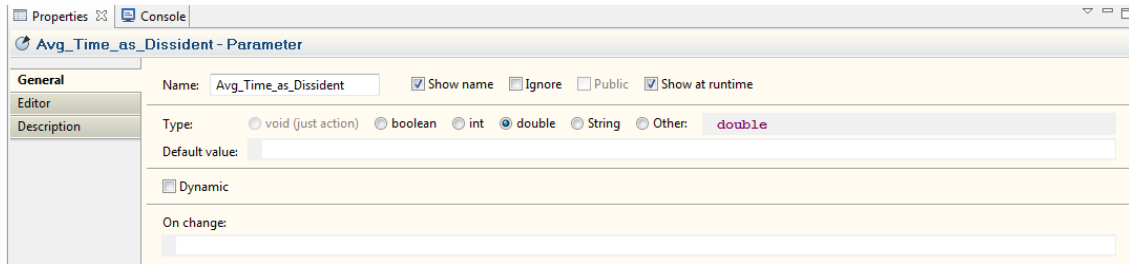 Properties Console
Avg_Time_as_Dissident - Parameter
General
Editor
Description
Name: Avg_Time_as_Dissident Show name Ignore Public Show at runtime
Type: void (just action) boolean int double String Other: double
Default value:
Dynamic
On change: